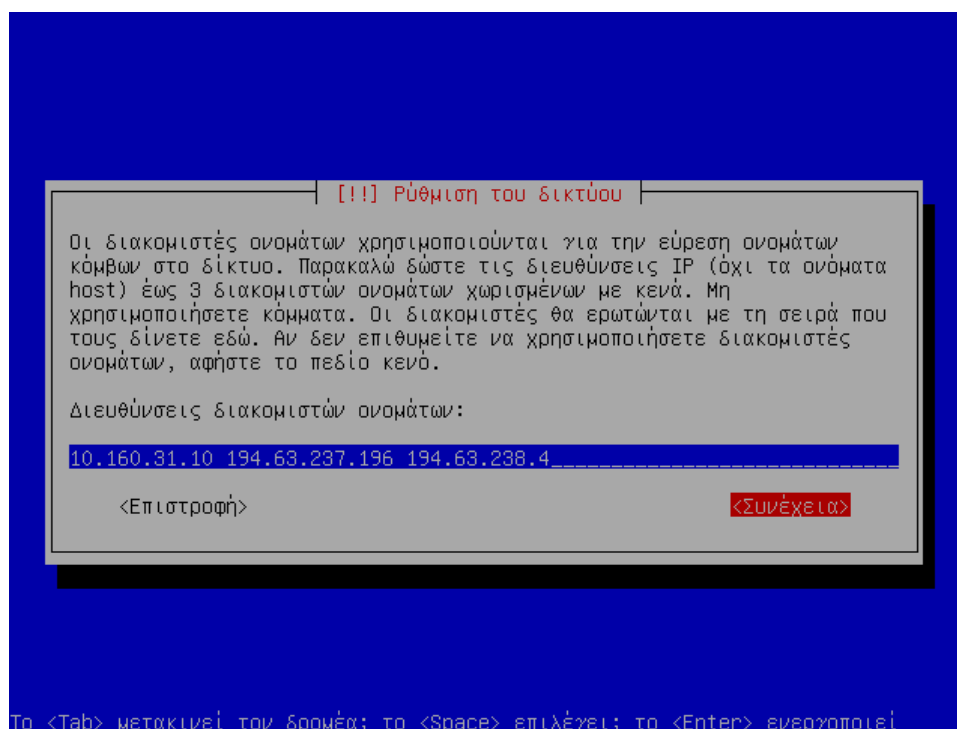 [!!] Ρύθμιση του δικτύου
Οι διακομιστές ονομάτων χρησιμοποιούνται για την εύρεση ονομάτων
κόμβων στο δίκτυο. Παρακαλώ δώστε τις διευθύνσεις IP (όχι τα ονόματα
host) έως 3 διακομιστών ονομάτων χωρισμένων με κενά. Μη
χρησιμοποιήσετε κόμματα. Οι διακομιστές θα ερωτώνται με τη σειρά που
τους δίνετε εδώ. Αν δεν επιθυμείτε να χρησιμοποιήσετε διακομιστές
ονομάτων, αφήστε το πεδίο κενό.
Διευθύνσεις διακομιστών ονομάτων:
10.160.31.10 194.63.237.196 194.63.238.4
<Επιστροφή>
<Συνέχεια>
Το <Tab> μετακινεί τον δρομέα; το <Space> επιλέγει; το <Enter> ενεργοποιεί